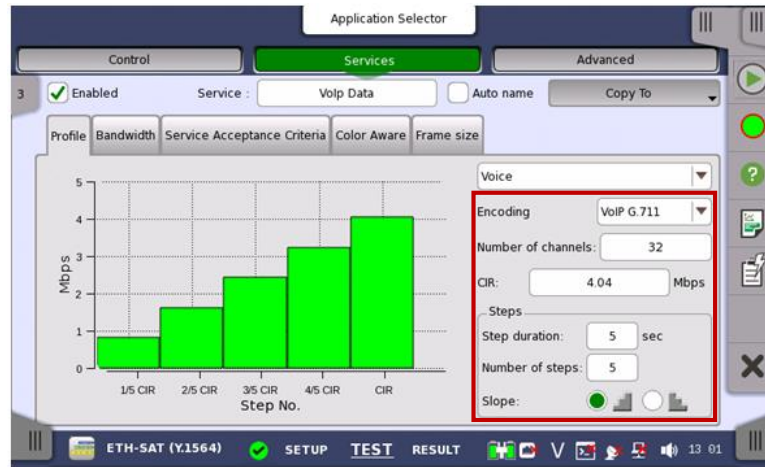 Application Selector
Control Services Advanced
3 Enabled Service : VoIp Data Auto name Copy To
Profile Bandwidth Service Acceptance Criteria Color Aware Frame size
Voice
Encoding VoIP G.711
Number of channels: 32
CIR: 4.04 Mbps
Steps
Step duration: 5 sec
Number of steps: 5
Slope:
Mbps
5
4
3
2
1
0
1/5 CIR 2/5 CIR 3/5 CIR 4/5 CIR CIR
Step No.
ETH-SAT (Y.1564) SETUP TEST RESULT V 13 01